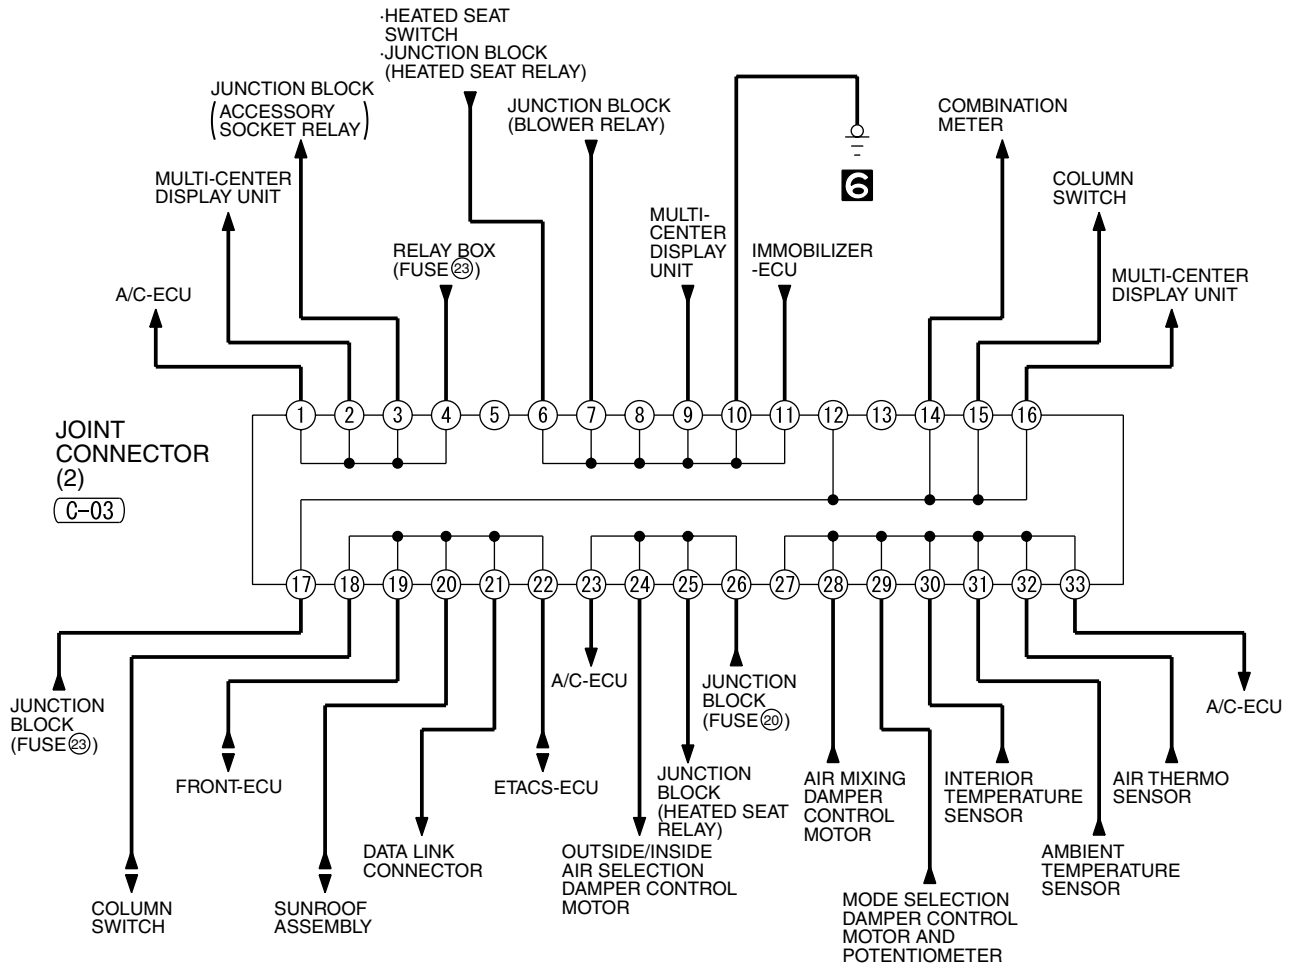 ·HEATED SEAT
SWITCH
·JUNCTION BLOCK
(HEATED SEAT RELAY)
JUNCTION BLOCK
(ACCESSORY
SOCKET RELAY)
JUNCTION BLOCK
(BLOWER RELAY)
COMBINATION
METER
MULTI-CENTER
DISPLAY UNIT
6
COLUMN
SWITCH
RELAY BOX
(FUSE㉓)
MULTI-
CENTER
DISPLAY
UNIT
IMMOBILIZER
-ECU
A/C-ECU
MULTI-CENTER
DISPLAY UNIT
1 2 3 4 5 6 7 8 9 10 11 12 13 14 15 16
JOINT
CONNECTOR
(2)
C-03
17 18 19 20 21 22 23 24 25 26 27 28 29 30 31 32 33
JUNCTION
BLOCK
(FUSE㉓)
COLUMN
SWITCH
FRONT-ECU
SUNROOF
ASSEMBLY
DATA LINK
CONNECTOR
ETACS-ECU
A/C-ECU
OUTSIDE/INSIDE
AIR SELECTION
DAMPER CONTROL
MOTOR
JUNCTION
BLOCK
(HEATED SEAT
RELAY)
JUNCTION
BLOCK
(FUSE⑳)
AIR MIXING
DAMPER
CONTROL
MOTOR
MODE SELECTION
DAMPER CONTROL
MOTOR AND
POTENTIOMETER
INTERIOR
TEMPERATURE
SENSOR
AMBIENT
TEMPERATURE
SENSOR
AIR THERMO
SENSOR
A/C-ECU